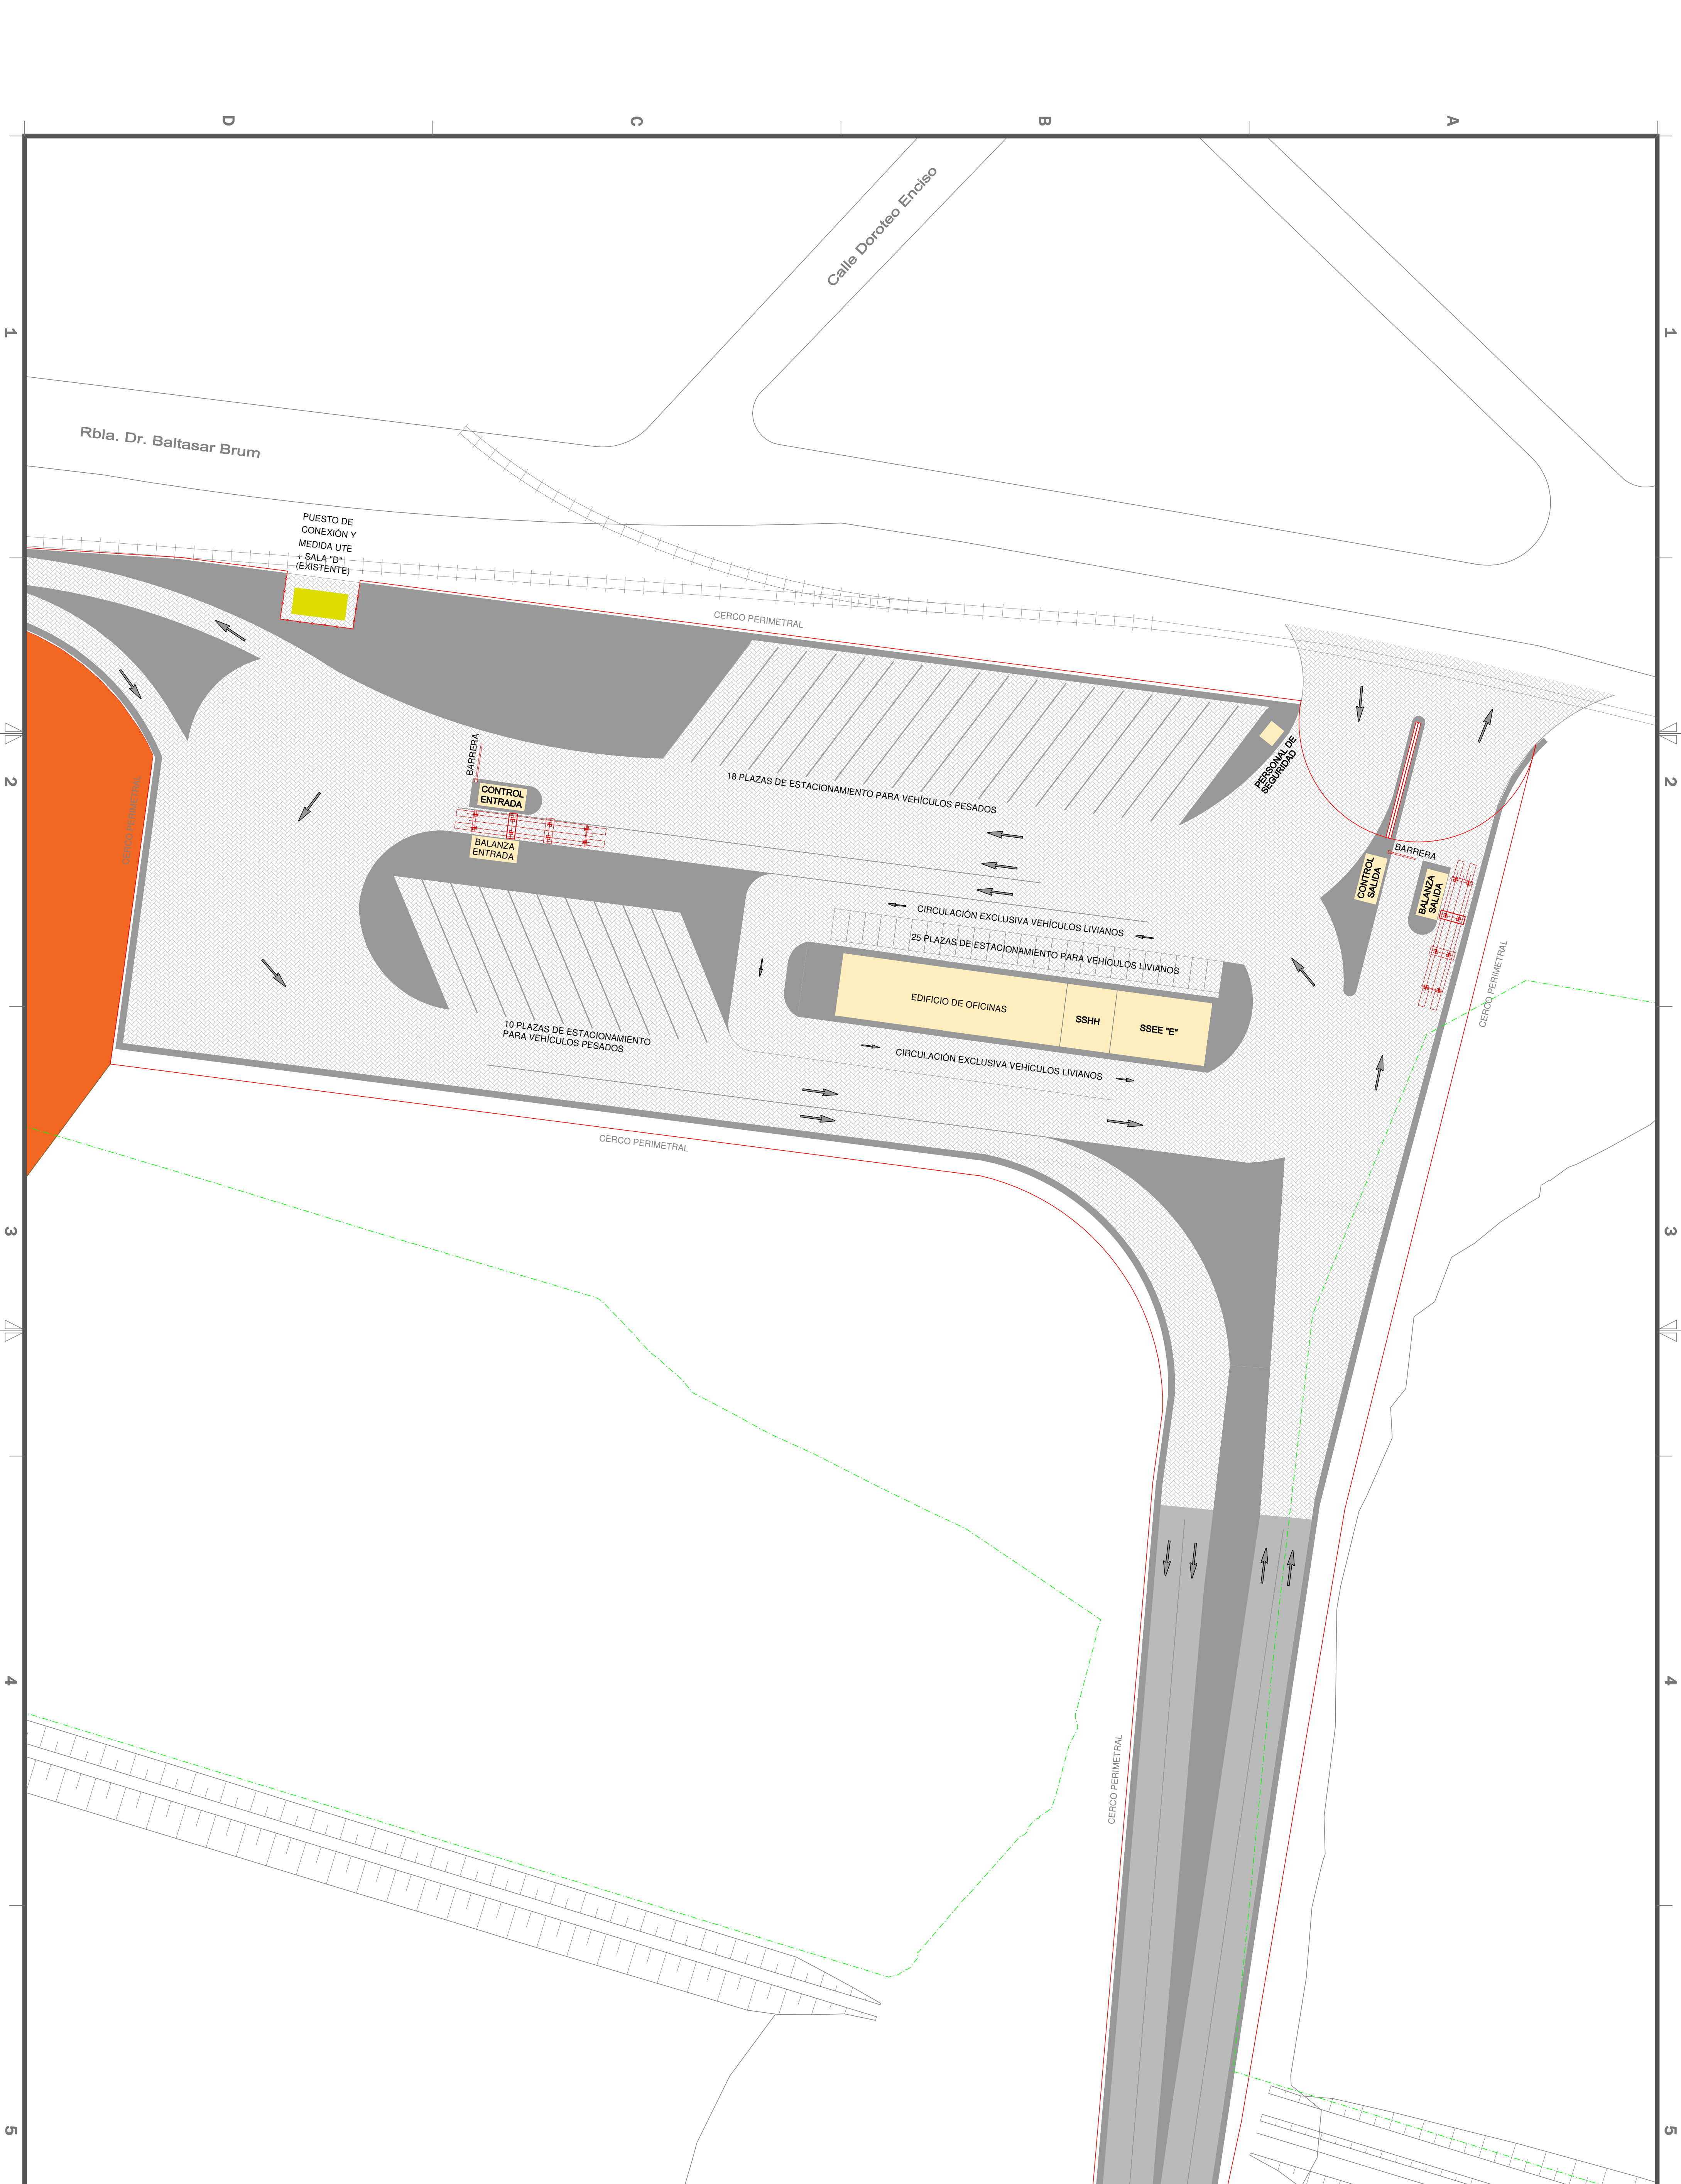 D
C
B
A
Calle Doroteo Enciso
1
1
Rbla. Dr. Baltasar Brum
PUESTO DE
CONEXIÓN Y
MEDIDA UTE
+ SALA "D"
(EXISTENTE)
CERCO PERIMETRAL
PERSONAL DE
SEGURIDAD
BARRERA
18 PLAZAS DE ESTACIONAMIENTO PARA VEHÍCULOS PESADOS
2
2
CONTROL
ENTRADA
BALANZA
ENTRADA
CERCO PERIMETRAL
BARRERA
CONTROL
SALIDA
BALANZA
SALIDA
CIRCULACIÓN EXCLUSIVA VEHÍCULOS LIVIANOS
25 PLAZAS DE ESTACIONAMIENTO PARA VEHÍCULOS LIVIANOS
CERCO PERIMETRAL
EDIFICIO DE OFICINAS
SSHH
SSEE "E"
10 PLAZAS DE ESTACIONAMIENTO
PARA VEHÍCULOS PESADOS
CIRCULACIÓN EXCLUSIVA VEHÍCULOS LIVIANOS
CERCO PERIMETRAL
3
3
4
4
CERCO PERIMETRAL
5
5